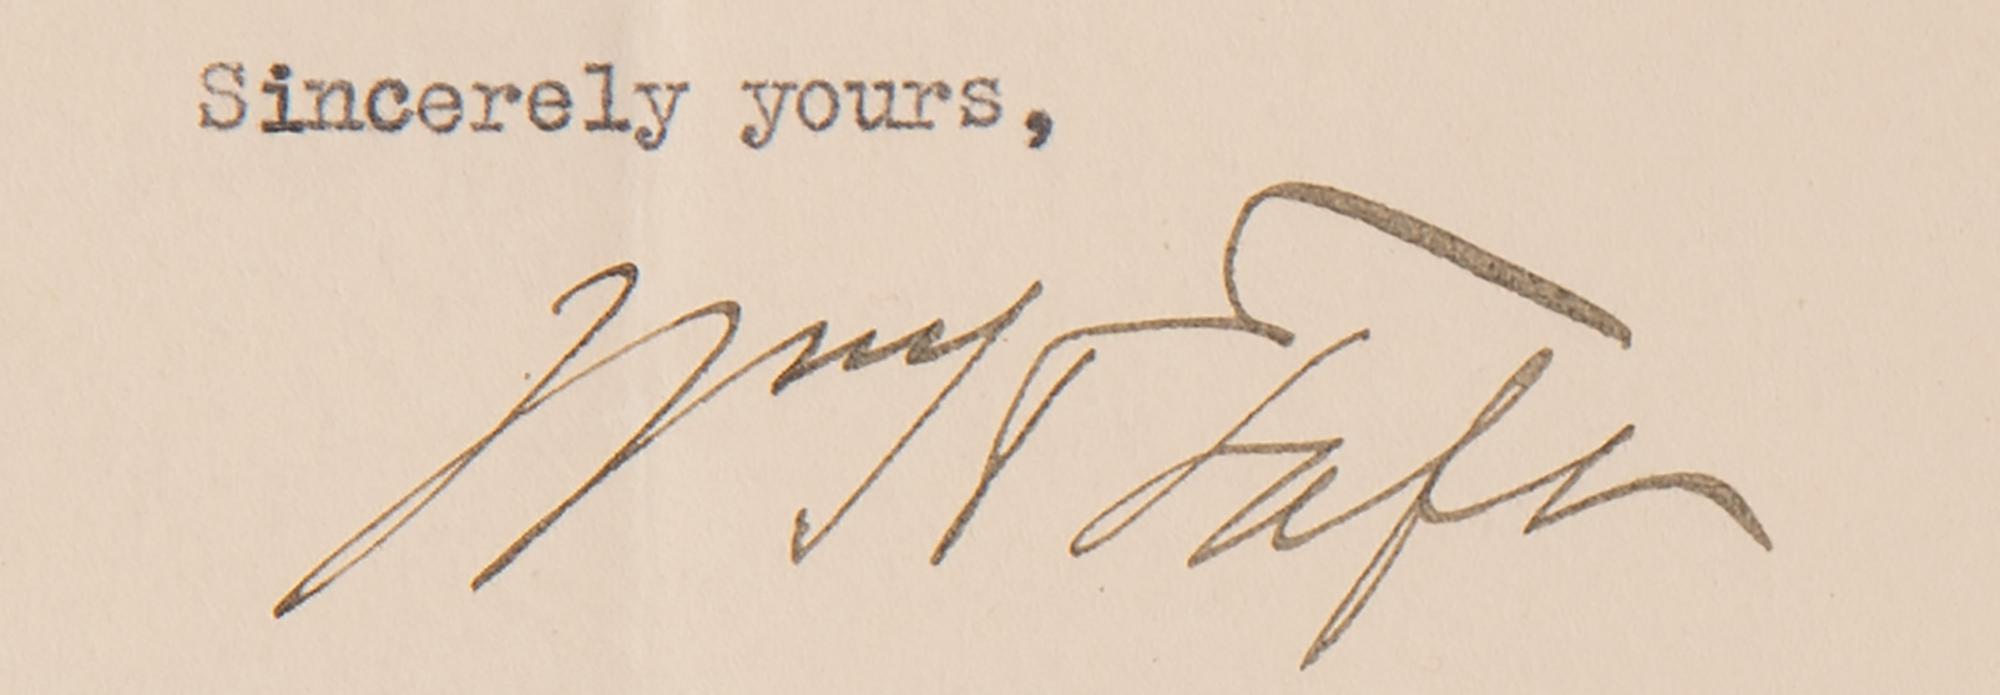 Sincerely yours,
Wm H Taft